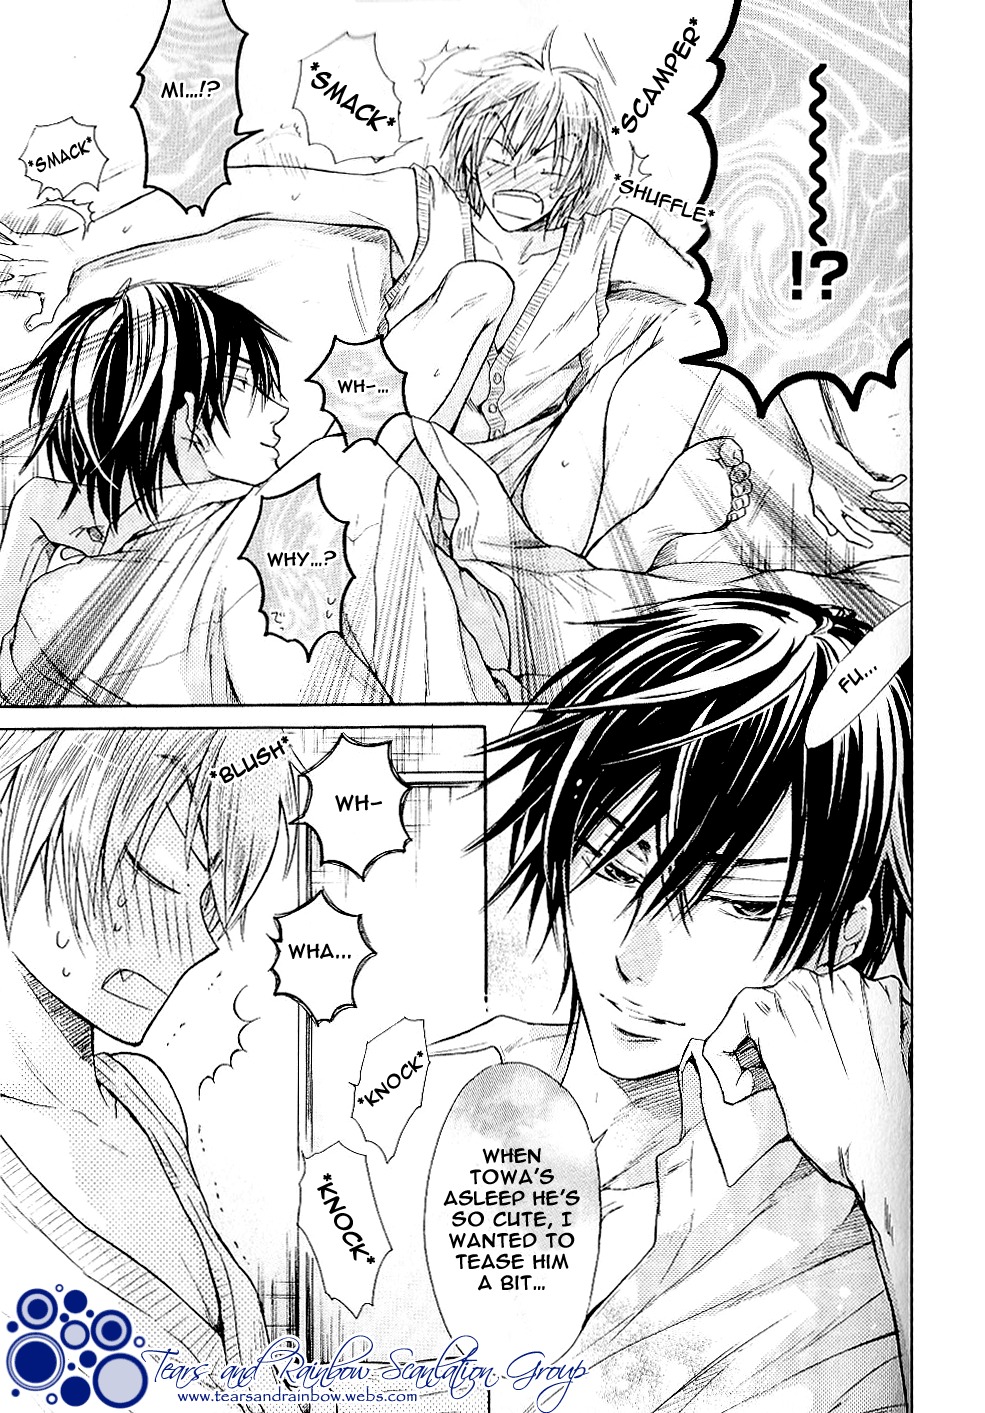 !?
*SCAMPER*
*SHUFFLE*
*SMACK*
MI...!?
*SMACK*
WH-...
WHY...?
FU...
WHEN
TOWA'S
ASLEEP HE'S
SO CUTE, I
WANTED TO
TEASE HIM
A BIT...
*BLUSH*
WH-
WHA...
*KNOCK*
*KNOCK*
Tears and Rainbow Scanlation Group
www.tearsandrainbow.webs.com